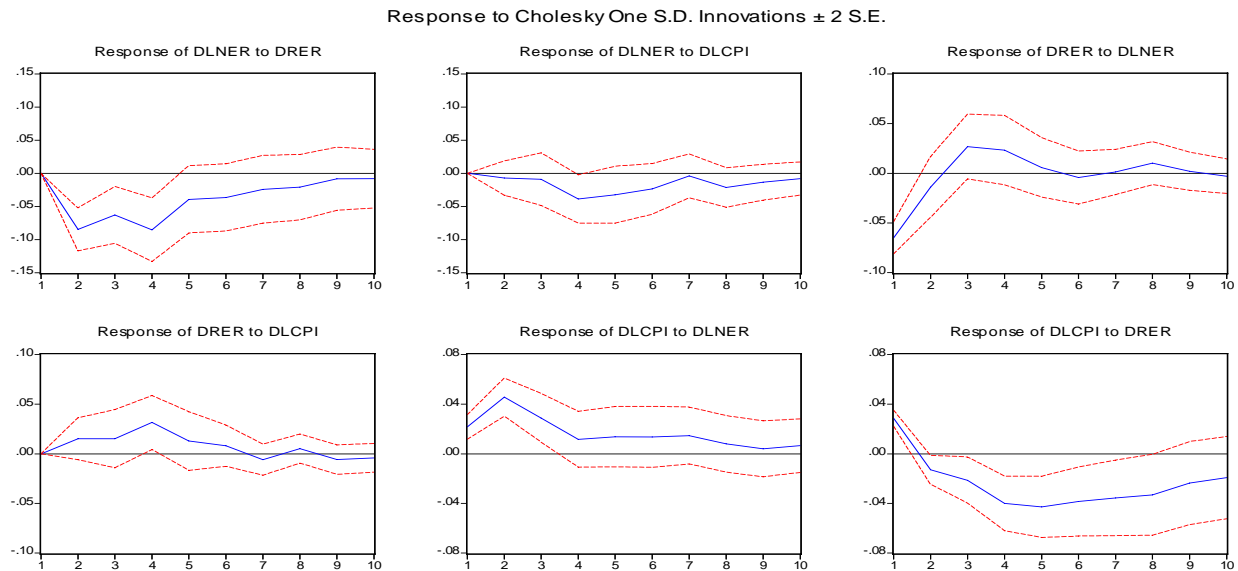 Response to Cholesky One S.D. Innovations ± 2 S.E.
Response of DLNER to DRER
.15
.10
.05
.00
-.05
-.10
-.15
1 2 3 4 5 6 7 8 9 10
Response of DLNER to DLCPI
.15
.10
.05
.00
-.05
-.10
-.15
1 2 3 4 5 6 7 8 9 10
Response of DRER to DLNER
.10
.05
.00
-.05
-.10
1 2 3 4 5 6 7 8 9 10
Response of DRER to DLCPI
.10
.05
.00
-.05
-.10
1 2 3 4 5 6 7 8 9 10
Response of DLCPI to DLNER
.08
.04
.00
-.04
-.08
1 2 3 4 5 6 7 8 9 10
Response of DLCPI to DRER
.08
.04
.00
-.04
-.08
1 2 3 4 5 6 7 8 9 10